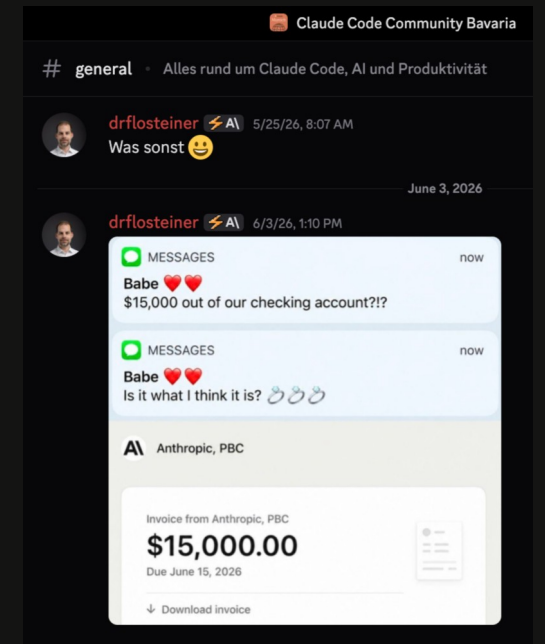 Claude Code Community Bavaria
# general • Alles rund um Claude Code, AI und Produktivität
drflosteiner ⚡A\ 5/25/26, 8:07 AM
Was sonst 😀
June 3, 2026
drflosteiner ⚡A\ 6/3/26, 1:10 PM
MESSAGES now
Babe ❤️❤️
$15,000 out of our checking account?!?
MESSAGES now
Babe ❤️❤️
Is it what I think it is? 💍💍💍
A\ Anthropic, PBC
Invoice from Anthropic, PBC
$15,000.00
Due June 15, 2026
↓ Download invoice